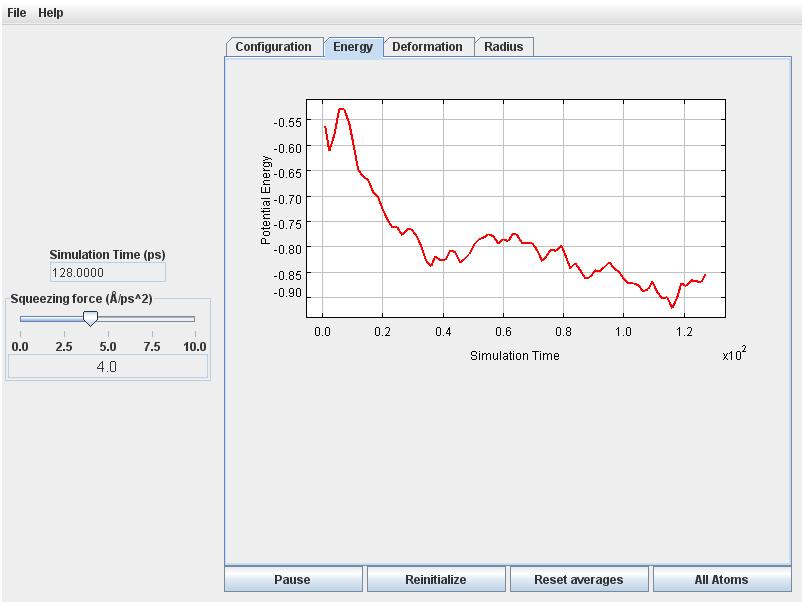 File Help
Configuration Energy Deformation Radius
-0.55
-0.60
-0.65
-0.70
-0.75
-0.80
-0.85
-0.90
Potential Energy
0.0 0.2 0.4 0.6 0.8 1.0 1.2
Simulation Time
x10^2
Simulation Time (ps)
128.0000
Squeezing force (Å/ps^2)
0.0 2.5 5.0 7.5 10.0
4.0
Pause Reinitialize Reset averages All Atoms